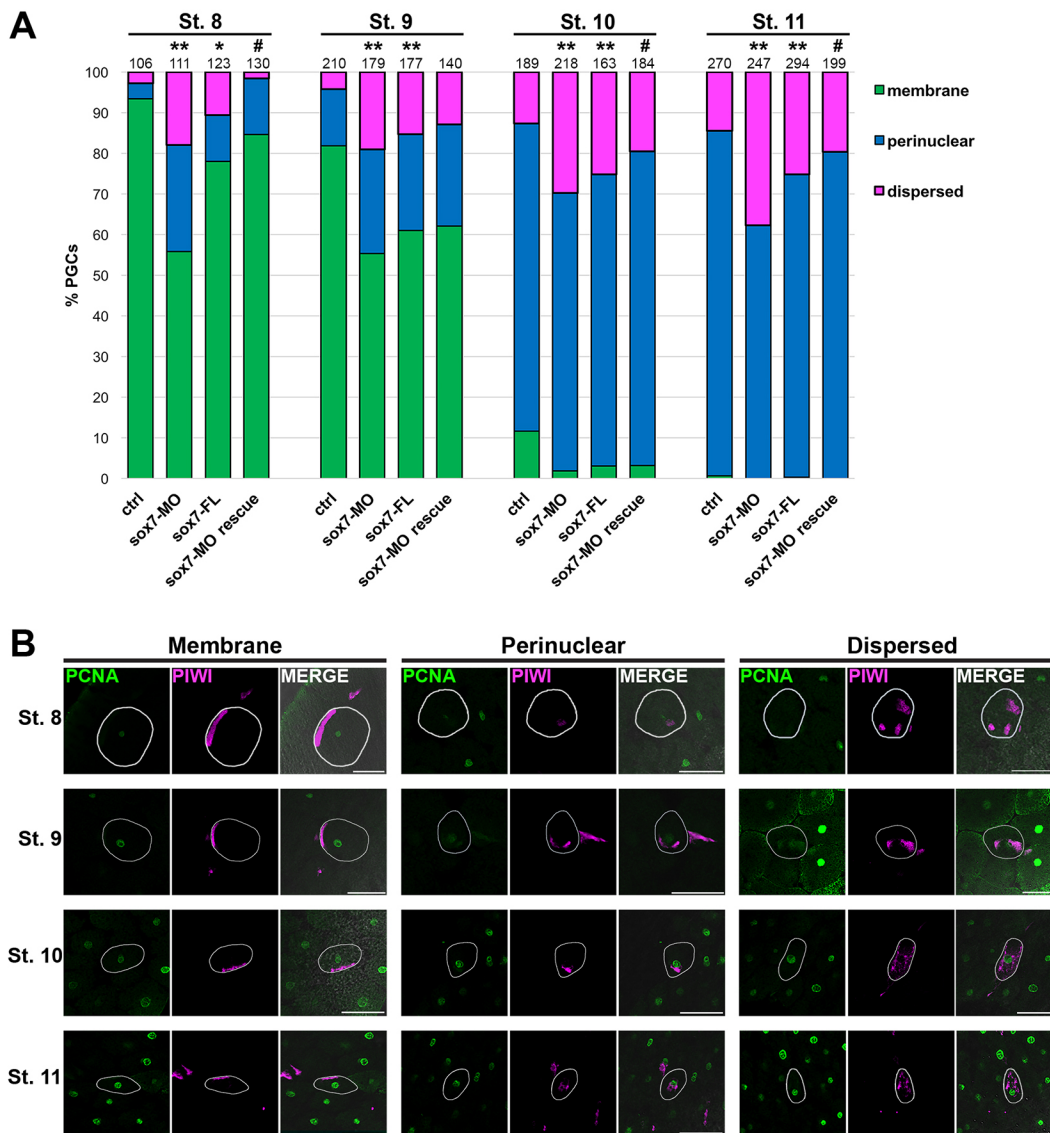 A
St. 8 St. 9 St. 10 St. 11
** * # ** ** ** ** # ** ** #
106 111 123 130 210 179 177 140 189 218 163 184 270 247 294 199
100
90
80
70
60
50
40
30
20
10
0
% PGCs
membrane
perinuclear
dispersed
ctrl sox7-MO sox7-FL sox7-MO rescue ctrl sox7-MO sox7-FL sox7-MO rescue ctrl sox7-MO sox7-FL sox7-MO rescue ctrl sox7-MO sox7-FL sox7-MO rescue
B
Membrane Perinuclear Dispersed
PCNA PIWI MERGE PCNA PIWI MERGE PCNA PIWI MERGE
St. 8
St. 9
St. 10
St. 11